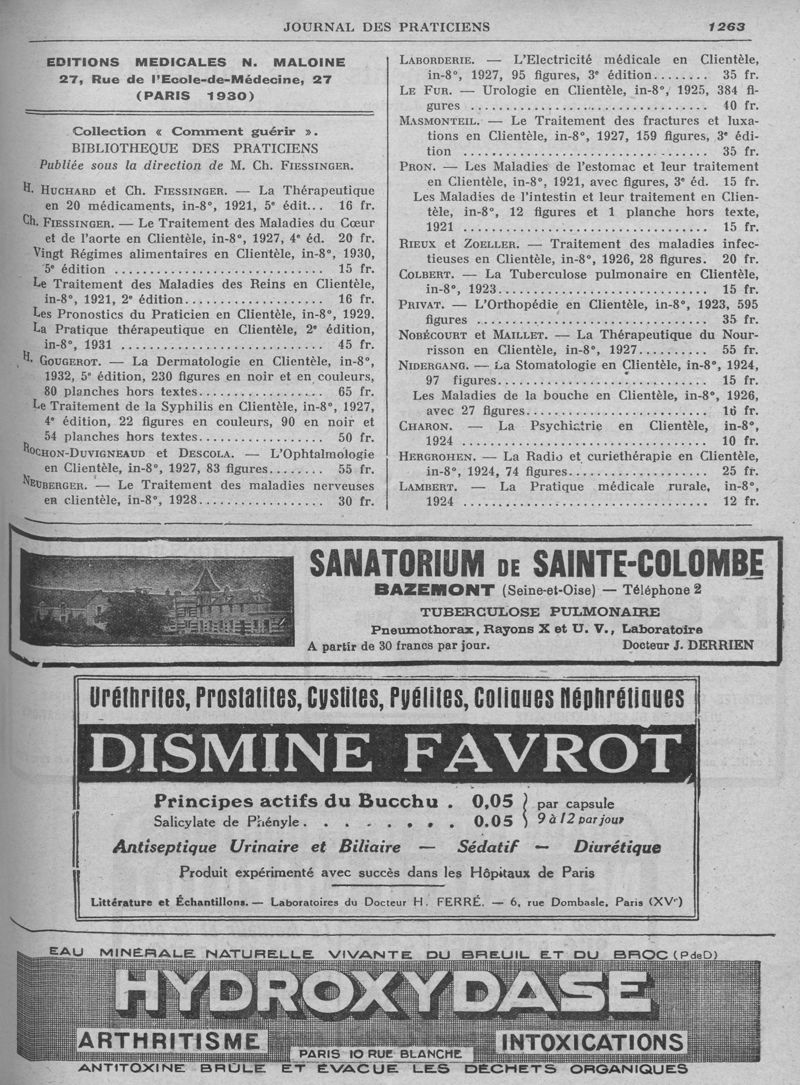 JOURNAL DES PRATICIENS 1263
EDITIONS MEDICALES N. MALOINE
27, Rue de l'Ecole-de-Médecine, 27
(PARIS 1930)
Collection « Comment guérir ».
BIBLIOTHEQUE DES PRATICIENS
Publiée sous la direction de M. Ch. FIESSINGER.
H. HUCHARD et Ch. FIESSINGER. — La Thérapeutique
en 20 médicaments, in-8°, 1921, 5e édit... 16 fr.
Ch. FIESSINGER. — Le Traitement des Maladies du Cœur
et de l'aorte en Clientèle, in-8°, 1927, 4e éd. 20 fr.
Vingt Régimes alimentaires en Clientèle, in-8°, 1930,
5e édition .............................. 15 fr.
Le Traitement des Maladies des Reins en Clientèle,
in-8°, 1921, 2e édition.................... 16 fr.
Les Pronostics du Praticien en Clientèle, in-8°, 1929.
La Pratique thérapeutique en Clientèle, 2e édition,
in-8°, 1931 .............................. 45 fr.
H. GOUGEROT. — La Dermatologie en Clientèle, in-8°,
1932, 5e édition, 230 figures en noir et en couleurs,
80 planches hors textes.................. 65 fr.
Le Traitement de la Syphilis en Clientèle, in-8°, 1927,
4e édition, 22 figures en couleurs, 90 en noir et
54 planches hors textes.................. 50 fr.
ROCHON-DUVIGNEAUD et DESCOLA. — L'Ophtalmologie
en Clientèle, in-8°, 1927, 83 figures........ 55 fr.
NEUBERGER. — Le Traitement des maladies nerveuses
en clientèle, in-8°, 1928.................. 30 fr.
LABORDERIE. — L'Electricité médicale en Clientèle,
in-8°, 1927, 95 figures, 3e édition........ 35 fr.
LE FUR. — Urologie en Clientèle, in-8°, 1925, 384 fi-
gures .................................... 40 fr.
MASMONTEIL. — Le Traitement des fractures et luxa-
tions en Clientèle, in-8°, 1927, 159 figures, 3e édi-
tion .................................... 35 fr.
PRON. — Les Maladies de l'estomac et leur traitement
en Clientèle, in-8°, 1921, avec figures, 3e éd. 15 fr.
Les Maladies de l'intestin et leur traitement en Clien-
tèle, in-8°, 12 figures et 1 planche hors texte,
1921 .................................... 15 fr.
RIEUX et ZOELLER. — Traitement des maladies infec-
tieuses en Clientèle, in-8°, 1926, 28 figures. 20 fr.
COLBERT. — La Tuberculose pulmonaire en Clientèle,
in-8°, 1923.............................. 15 fr.
PRIVAT. — L'Orthopédie en Clientèle, in-8°, 1923, 595
figures .................................. 35 fr.
NOBÉCOURT et MAILLET. — La Thérapeutique du Nour-
risson en Clientèle, in-8°, 1927.......... 55 fr.
NIDERGANG. — La Stomatologie en Clientèle, in-8°, 1924,
97 figures................................ 15 fr.
Les Maladies de la bouche en Clientèle, in-8°, 1926,
avec 27 figures.......................... 16 fr.
CHARON. — La Psychiatrie en Clientèle, in-8°,
1924 .................................... 10 fr.
HERGROHEN. — La Radio et curiethérapie en Clientèle,
in-8°, 1924, 74 figures.................... 25 fr.
LAMBERT. — La Pratique médicale rurale, in-8°,
1924 .................................... 12 fr.
SANATORIUM DE SAINTE-COLOMBE
BAZEMONT (Seine-et-Oise) — Téléphone 2
TUBERCULOSE PULMONAIRE
Pneumothorax, Rayons X et U. V., Laboratoire
A partir de 30 francs par jour. Docteur J. DERRIEN
Uréthrites, Prostatites, Cystites, Pyélites, Coliques Néphrétiques
DISMINE FAVROT
Principes actifs du Bucchu . 0,05 } par capsule
Salicylate de Phényle. . . . . . . . 0.05 } 9 à 12 par jour
Antiseptique Urinaire et Biliaire — Sédatif — Diurétique
Produit expérimenté avec succès dans les Hôpitaux de Paris
Littérature et Échantillons. — Laboratoires du Docteur H. FERRÉ. — 6, rue Dombasle, Paris (XVe)
EAU MINÉRALE NATURELLE VIVANTE DU BREUIL ET DU BROC (P de D)
HYDROXYDASE
ARTHRITISME INTOXICATIONS
PARIS 10 RUE BLANCHE
ANTITOXINE BRÛLE ET ÉVACUE LES DÉCHETS ORGANIQUES